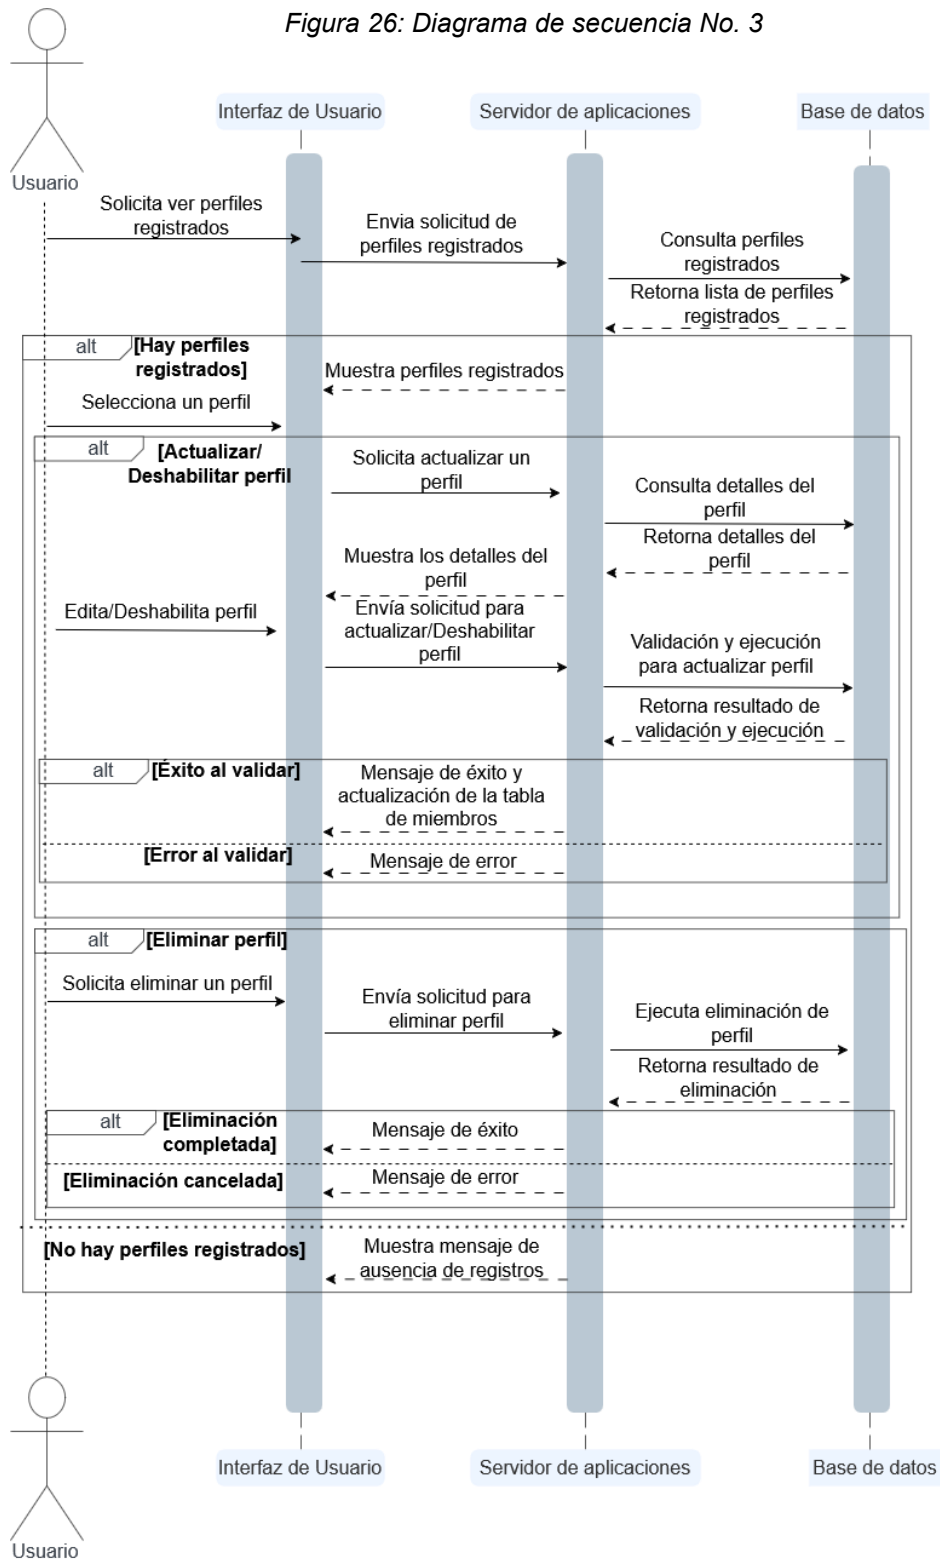 Figura 26: Diagrama de secuencia No. 3
Interfaz de Usuario
Servidor de aplicaciones
Base de datos
Usuario
Solicita ver perfiles
registrados
Envia solicitud de
perfiles registrados
Consulta perfiles
registrados
Retorna lista de perfiles
registrados
alt
[Hay perfiles
registrados]
Muestra perfiles registrados
Selecciona un perfil
alt
[Actualizar/
Deshabilitar perfil
Solicita actualizar un
perfil
Consulta detalles del
perfil
Retorna detalles del
perfil
Muestra los detalles del
perfil
Edita/Deshabilita perfil
Envía solicitud para
actualizar/Deshabilitar
perfil
Validación y ejecución
para actualizar perfil
Retorna resultado de
validación y ejecución
alt
[Éxito al validar]
Mensaje de éxito y
actualización de la tabla
de miembros
[Error al validar]
Mensaje de error
alt
[Eliminar perfil]
Solicita eliminar un perfil
Envía solicitud para
eliminar perfil
Ejecuta eliminación de
perfil
Retorna resultado de
eliminación
alt
[Eliminación
completada]
Mensaje de éxito
[Eliminación cancelada]
Mensaje de error
[No hay perfiles registrados]
Muestra mensaje de
ausencia de registros
Interfaz de Usuario
Servidor de aplicaciones
Base de datos
Usuario